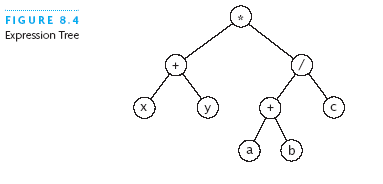 FIGURE 8.4
Expression Tree
*
+ /
x y + c
a b